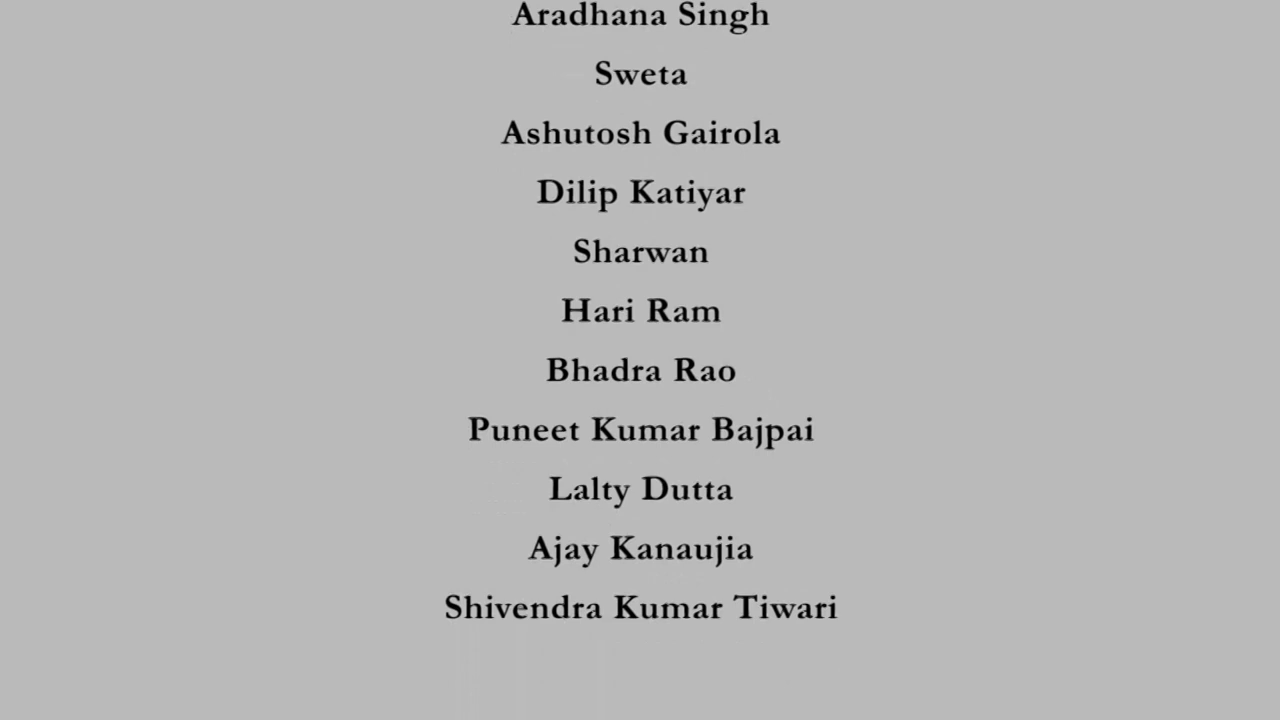 Aradhana Singh
Sweta
Ashutosh Gairola
Dilip Katiyar
Sharwan
Hari Ram
Bhadra Rao
Puneet Kumar Bajpai
Lalty Dutta
Ajay Kanaujia
Shivendra Kumar Tiwari